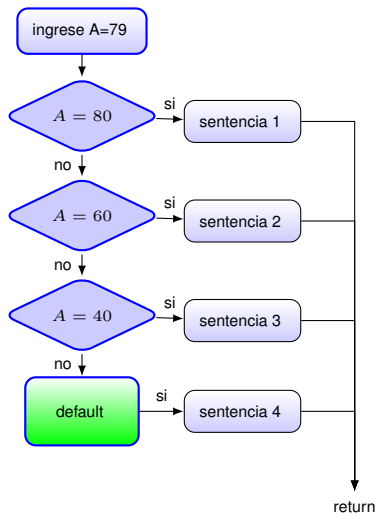 ingrese A=79
A = 80
si
sentencia 1
no
A = 60
si
sentencia 2
no
A = 40
si
sentencia 3
no
default
si
sentencia 4
return